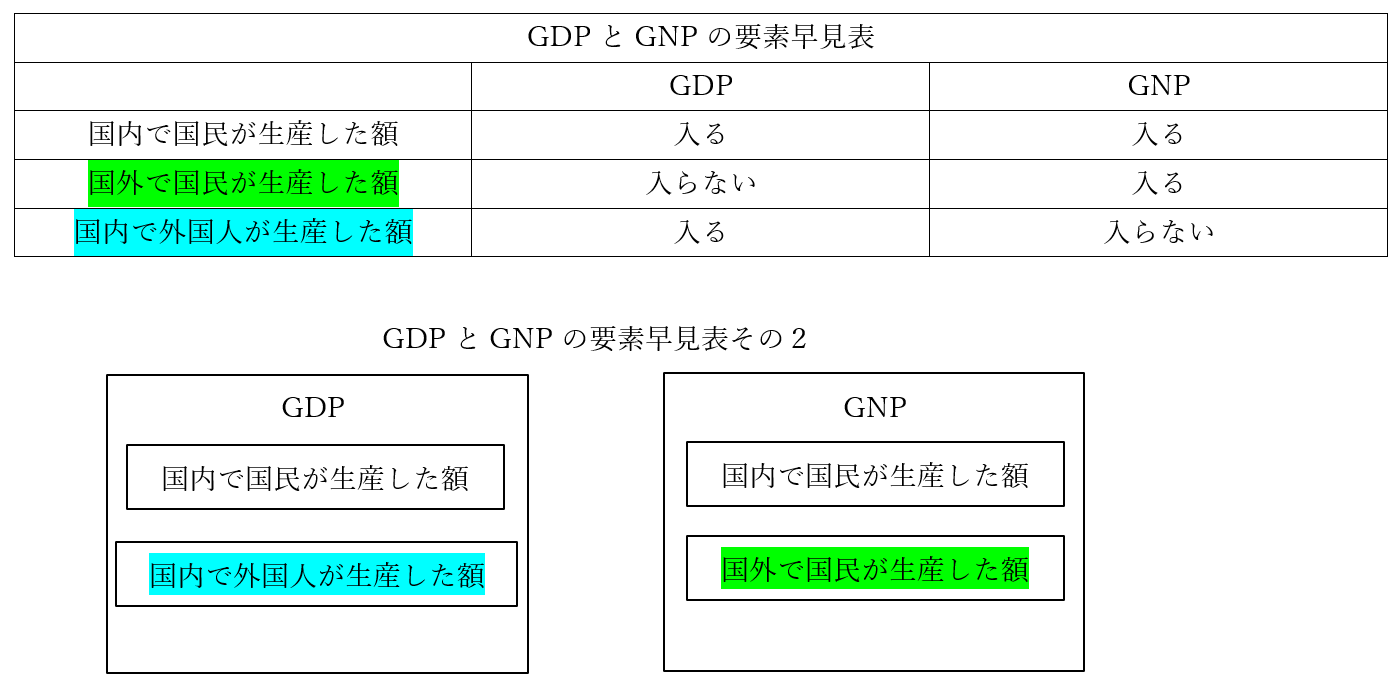 GDP と GNP の要素早見表
GDP GNP
国内で国民が生産した額 入る 入る
国外で国民が生産した額 入らない 入る
国内で外国人が生産した額 入る 入らない
GDP と GNP の要素早見表その２
GDP
国内で国民が生産した額
国内で外国人が生産した額
GNP
国内で国民が生産した額
国外で国民が生産した額